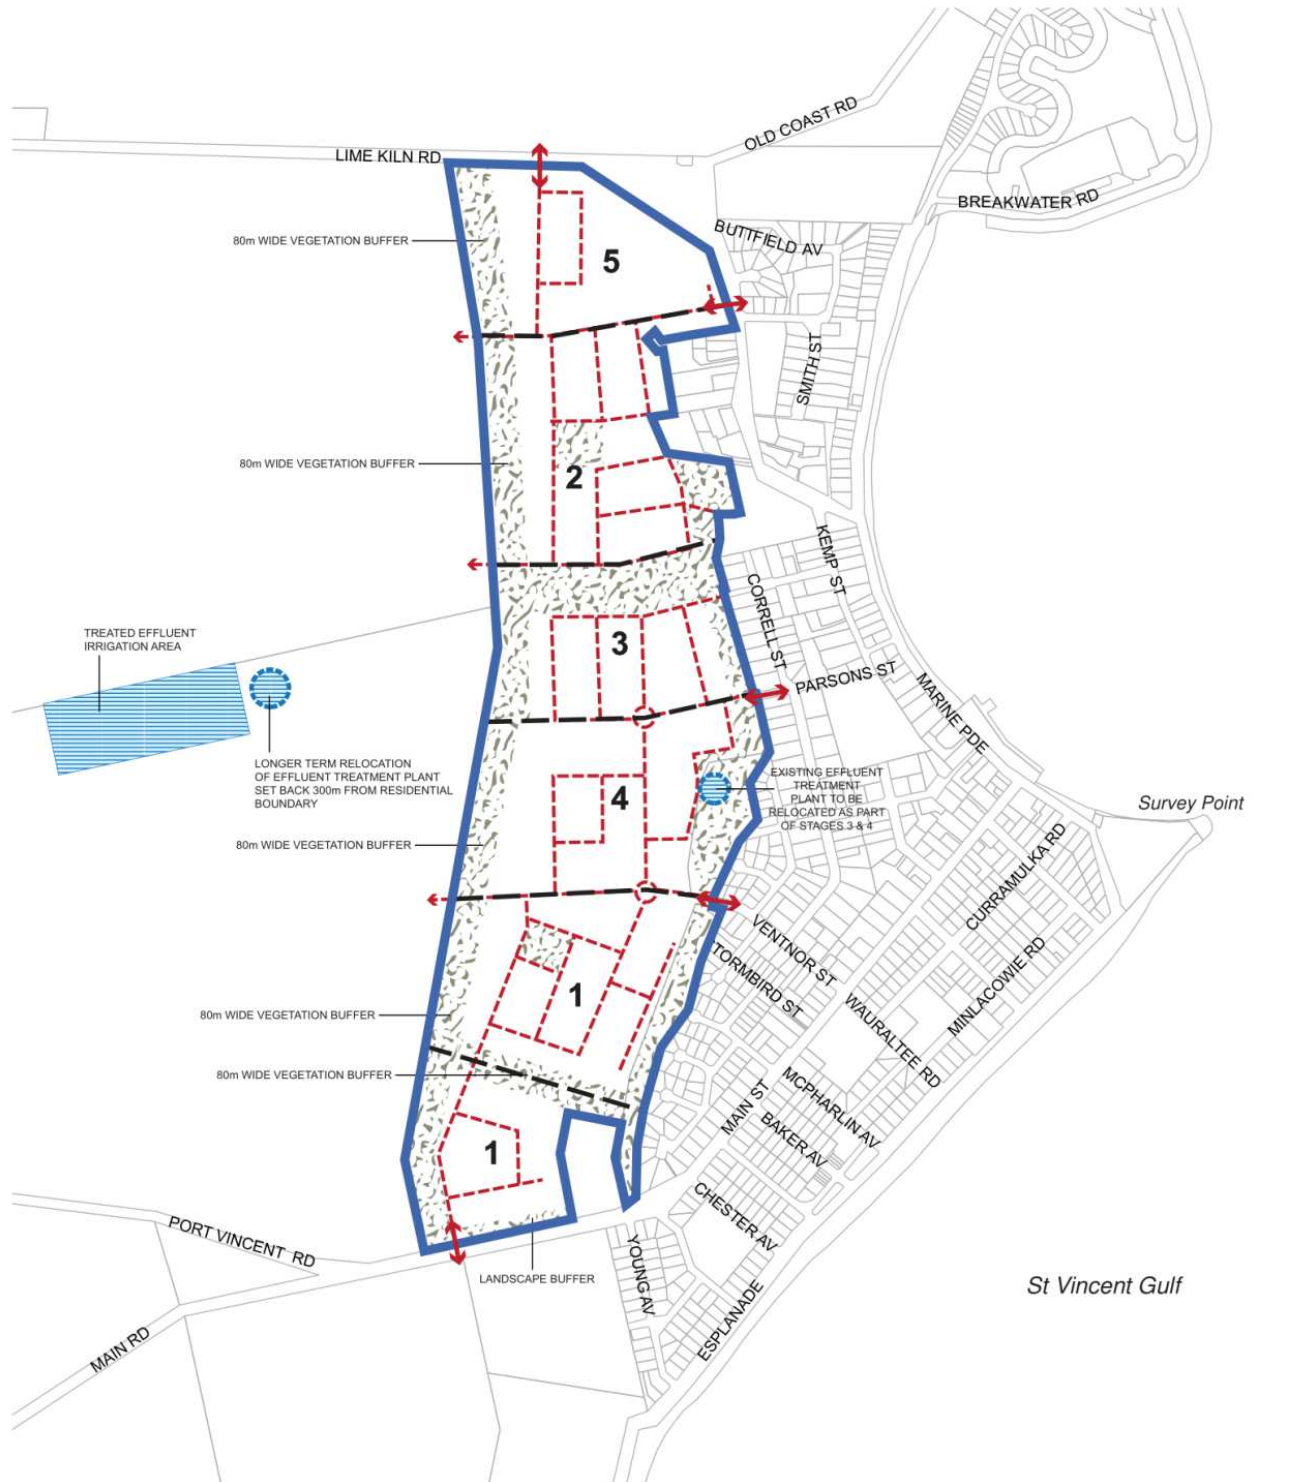 OLD COAST RD
LIME KILN RD
BREAKWATER RD
BUTTFIELD AV
80m WIDE VEGETATION BUFFER
5
SMITH ST
80m WIDE VEGETATION BUFFER
2
KEMP ST
CORRELL ST
TREATED EFFLUENT
IRRIGATION AREA
3
PARSONS ST
MARINE PDE
LONGER TERM RELOCATION
OF EFFLUENT TREATMENT PLANT
SET BACK 300m FROM RESIDENTIAL
BOUNDARY
EXISTING EFFLUENT
TREATMENT
PLANT TO BE
RELOCATED AS PART
OF STAGES 3 & 4
4
Survey Point
80m WIDE VEGETATION BUFFER
CURRAMULKA RD
VENTNOR ST
TORMBIRD ST
MINLACOWIE RD
1
WAURALTEE RD
80m WIDE VEGETATION BUFFER
80m WIDE VEGETATION BUFFER
MAIN ST
MCPHARLIN AV
BAKER AV
1
CHESTER AV
PORT VINCENT RD
YOUNG AV
LANDSCAPE BUFFER
St Vincent Gulf
ESPLANADE
MAIN RD